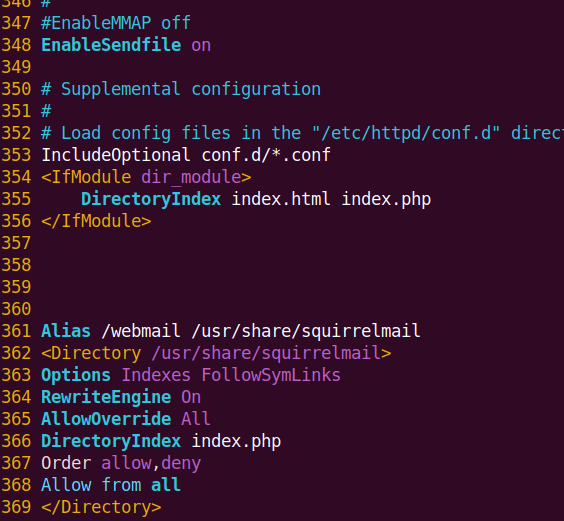 346 #
347 #EnableMMAP off
348 EnableSendfile on
349
350 # Supplemental configuration
351 #
352 # Load config files in the "/etc/httpd/conf.d" direc
353 IncludeOptional conf.d/*.conf
354 <IfModule dir_module>
355     DirectoryIndex index.html index.php
356 </IfModule>
357
358
359
360
361 Alias /webmail /usr/share/squirrelmail
362 <Directory /usr/share/squirrelmail>
363 Options Indexes FollowSymLinks
364 RewriteEngine On
365 AllowOverride All
366 DirectoryIndex index.php
367 Order allow,deny
368 Allow from all
369 </Directory>